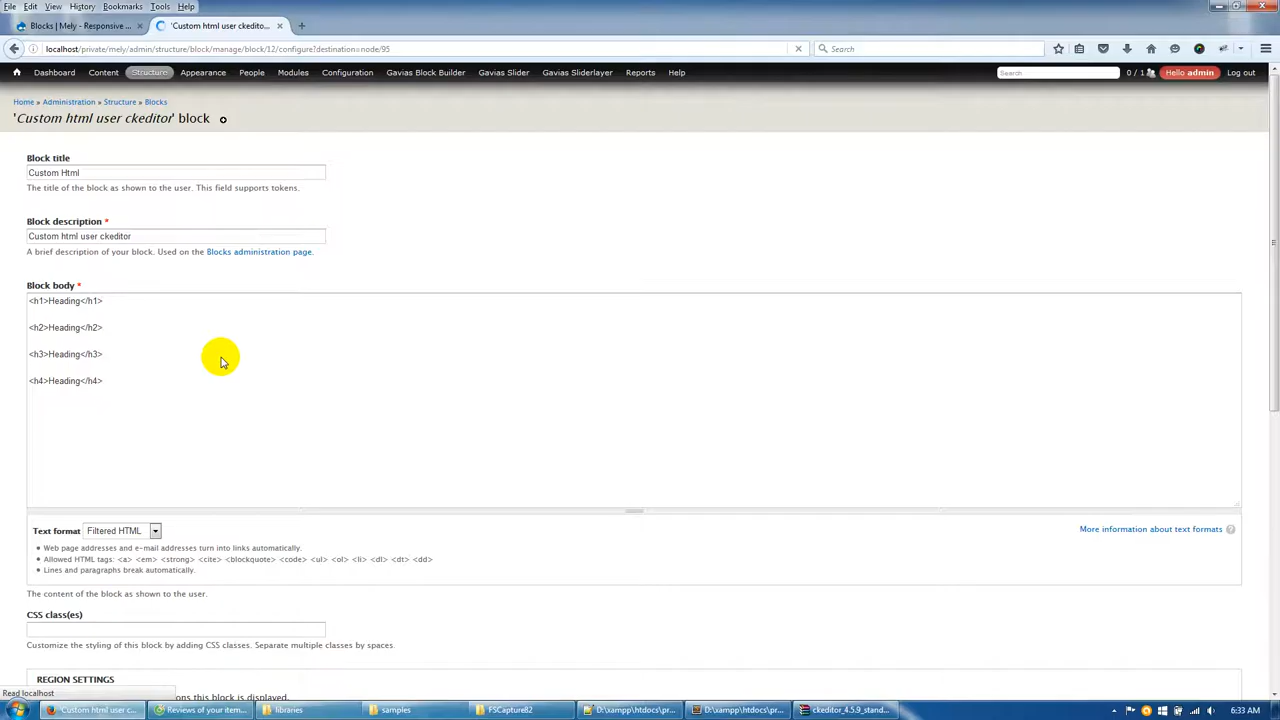 File Edit View History Bookmarks Tools Help
Blocks | Mely - Responsive ... × 'Custom html user ckeditor... × +
localhost/private/mely/admin/structure/block/manage/block/12/configure?destination=node/95 Search
Dashboard Content Structure Appearance People Modules Configuration Gavias Block Builder Gavias Slider Gavias Sliderlayer Reports Help Search 0 / 1 Hello admin Log out
Home » Administration » Structure » Blocks
'Custom html user ckeditor' block
Block title
Custom Html
The title of the block as shown to the user. This field supports tokens.
Block description *
Custom html user ckeditor
A brief description of your block. Used on the Blocks administration page.
Block body *
<h1>Heading</h1>
<h2>Heading</h2>
<h3>Heading</h3>
<h4>Heading</h4>
Text format Filtered HTML More information about text formats ?
Web page addresses and e-mail addresses turn into links automatically.
Allowed HTML tags: <a> <em> <strong> <cite> <blockquote> <code> <ul> <ol> <li> <dl> <dt> <dd>
Lines and paragraphs break automatically.
The content of the block as shown to the user.
CSS class(es)
Customize the styling of this block by adding CSS classes. Separate multiple classes by spaces.
REGION SETTINGS
Read localhost ns this block is displayed.
'Custom html user c... Reviews of your item... libraries samples FSCapture82 D:\xampp\htdocs\pr... D:\xampp\htdocs\pr... ckeditor_4.5.9_stand... 6:33 AM